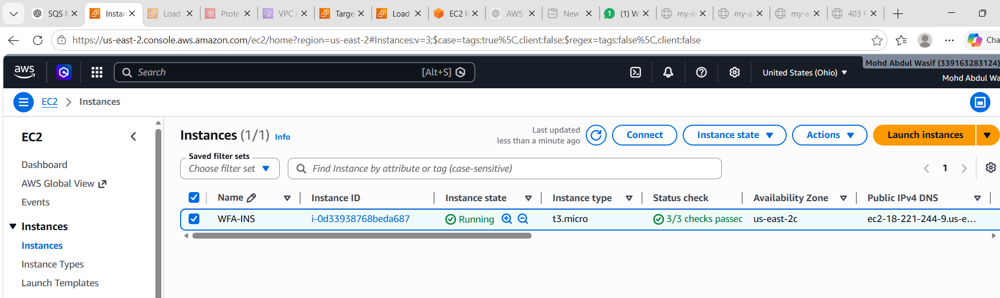 SQS M
Instan
Load
Prote
VPC |
Targe
Load
EC2 In
AWS
New t
(1) W
my-al
my-al
my-al
403 F
https://us-east-2.console.aws.amazon.com/ec2/home?region=us-east-2#Instances:v=3;$case=tags:true%5C,client:false;$regex=tags:false%5C,client:false
Cha
aws
Search
[Alt+S]
United States (Ohio)
Mohd Abdul Wasif (339163283124)
Mohd Abdul Wa
EC2
Instances
EC2
Dashboard
AWS Global View
Events
Instances
Instances
Instance Types
Launch Templates
Instances (1/1) Info
Last updated
less than a minute ago
Connect
Instance state
Actions
Launch instances
Saved filter sets
Choose filter set
Find Instance by attribute or tag (case-sensitive)
1
Name
Instance ID
Instance state
Instance type
Status check
Availability Zone
Public IPv4 DNS
WFA-INS
i-0d33938768beda687
Running
t3.micro
3/3 checks passec
us-east-2c
ec2-18-221-244-9.us-e...